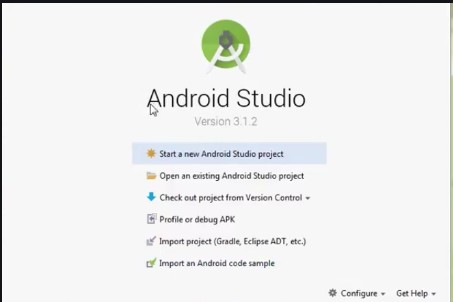 Android Studio
Version 3.1.2
Start a new Android Studio project
Open an existing Android Studio project
Check out project from Version Control
Profile or debug APK
Import project (Gradle, Eclipse ADT, etc.)
Import an Android code sample
Configure Get Help